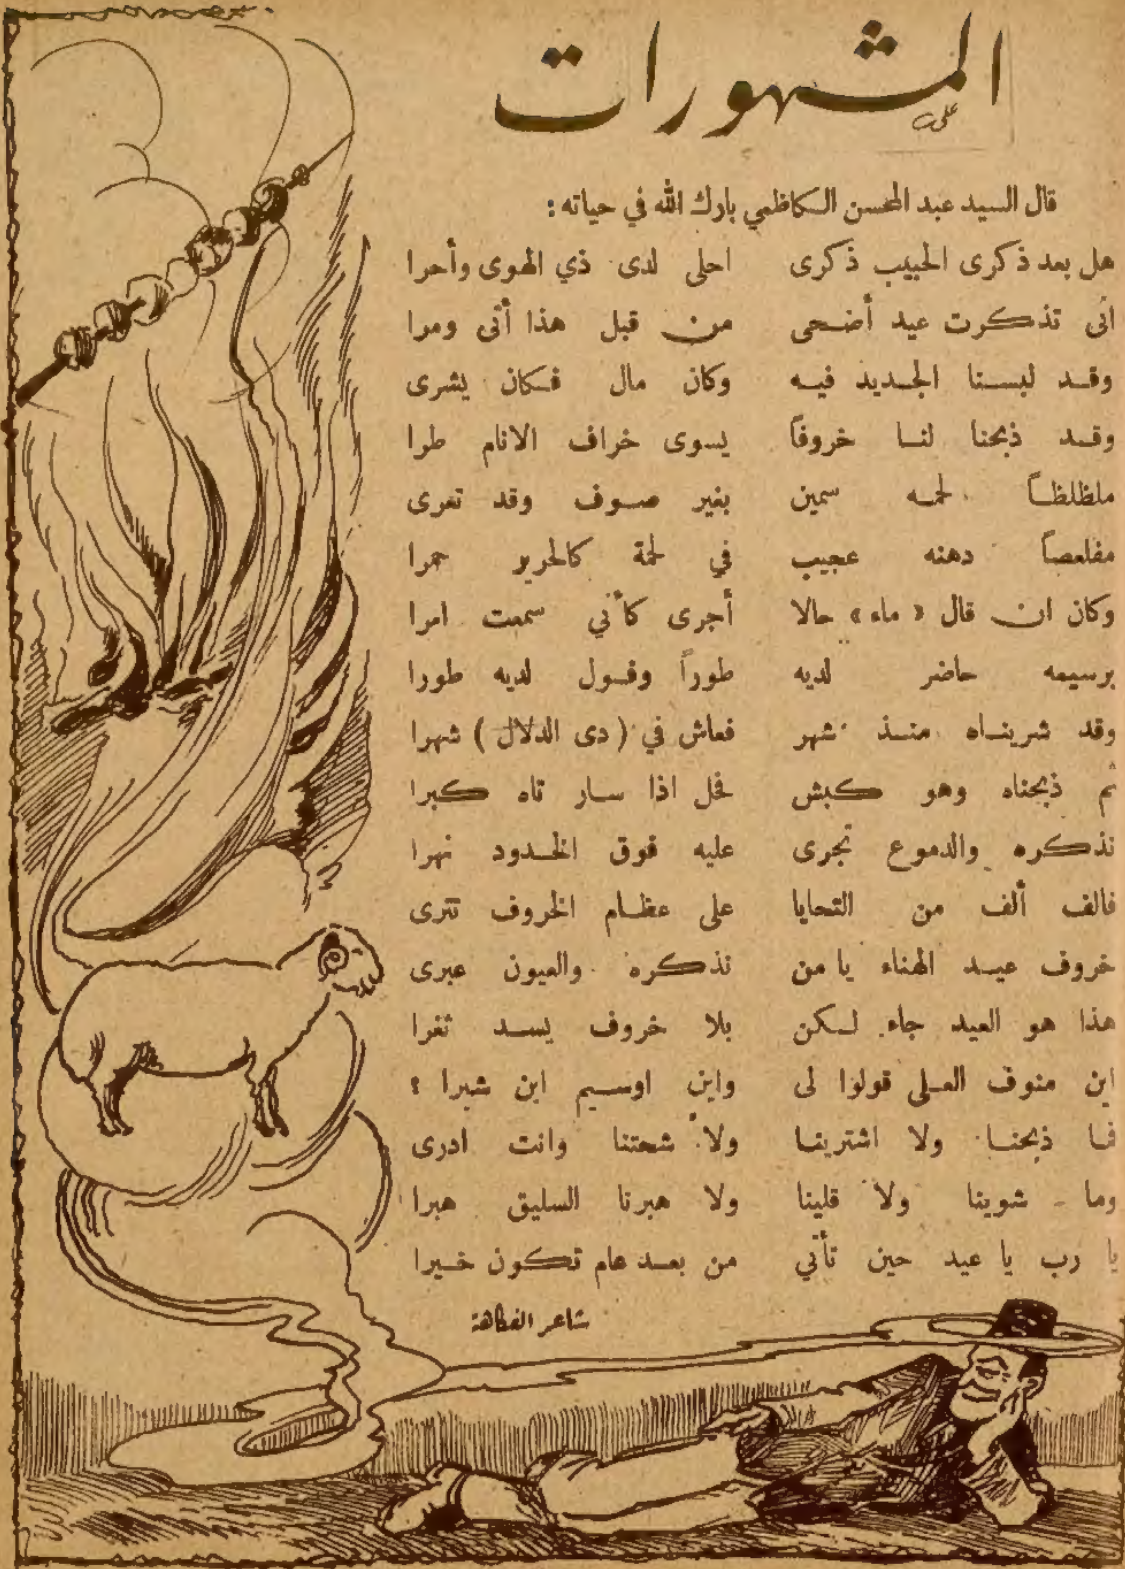 المشهورات
على
قال السيد عبد المحسن الكاظمي بارك الله في حياته :
هل بعد ذكرى الحبيب ذكرى احلى لدى ذي الهوى وأحرا
انى تذكرت عيد أضحى من قبل هذا أتى ومرا
وقد لبسنا الجديد فيه وكان مال فكان يشرى
وقد ذبحنا لنا خروفاً يسوى خراف الانام طرا
ملظلظاً لحمه سمين بغير صوف وقد تعرى
مفلعصاً دهنه عجيب في لحمة كالحرير حمرا
وكان ان قال « ماء » حالا أجرى كأني سمعت امرا
برسيمه حاضر لديه طوراً وفول لديه طورا
وقد شريناه منذ شهر فعاش في ( دى الدلال ) شهرا
ثم ذبحناه وهو كبش فحل اذا سار تاه كبرا
نذكره والدموع تجرى عليه فوق الخدود نهرا
فالف ألف من التحايا على عظام الخروف تترى
خروف عيد الهناء يا من نذكره والعيون عبرى
هذا هو العيد جاء لكن بلا خروف يسد ثغرا
اين منوف العلى قولوا لى واين اوسيم اين شبرا ؟
فما ذبحنا ولا اشترينا ولا شحتنا وانت ادرى
وما شوينا ولا قلينا ولا هبرنا السليق هبرا
يا رب يا عيد حين تأتي من بعد عام تكون خيرا
شاعر الفكاهة